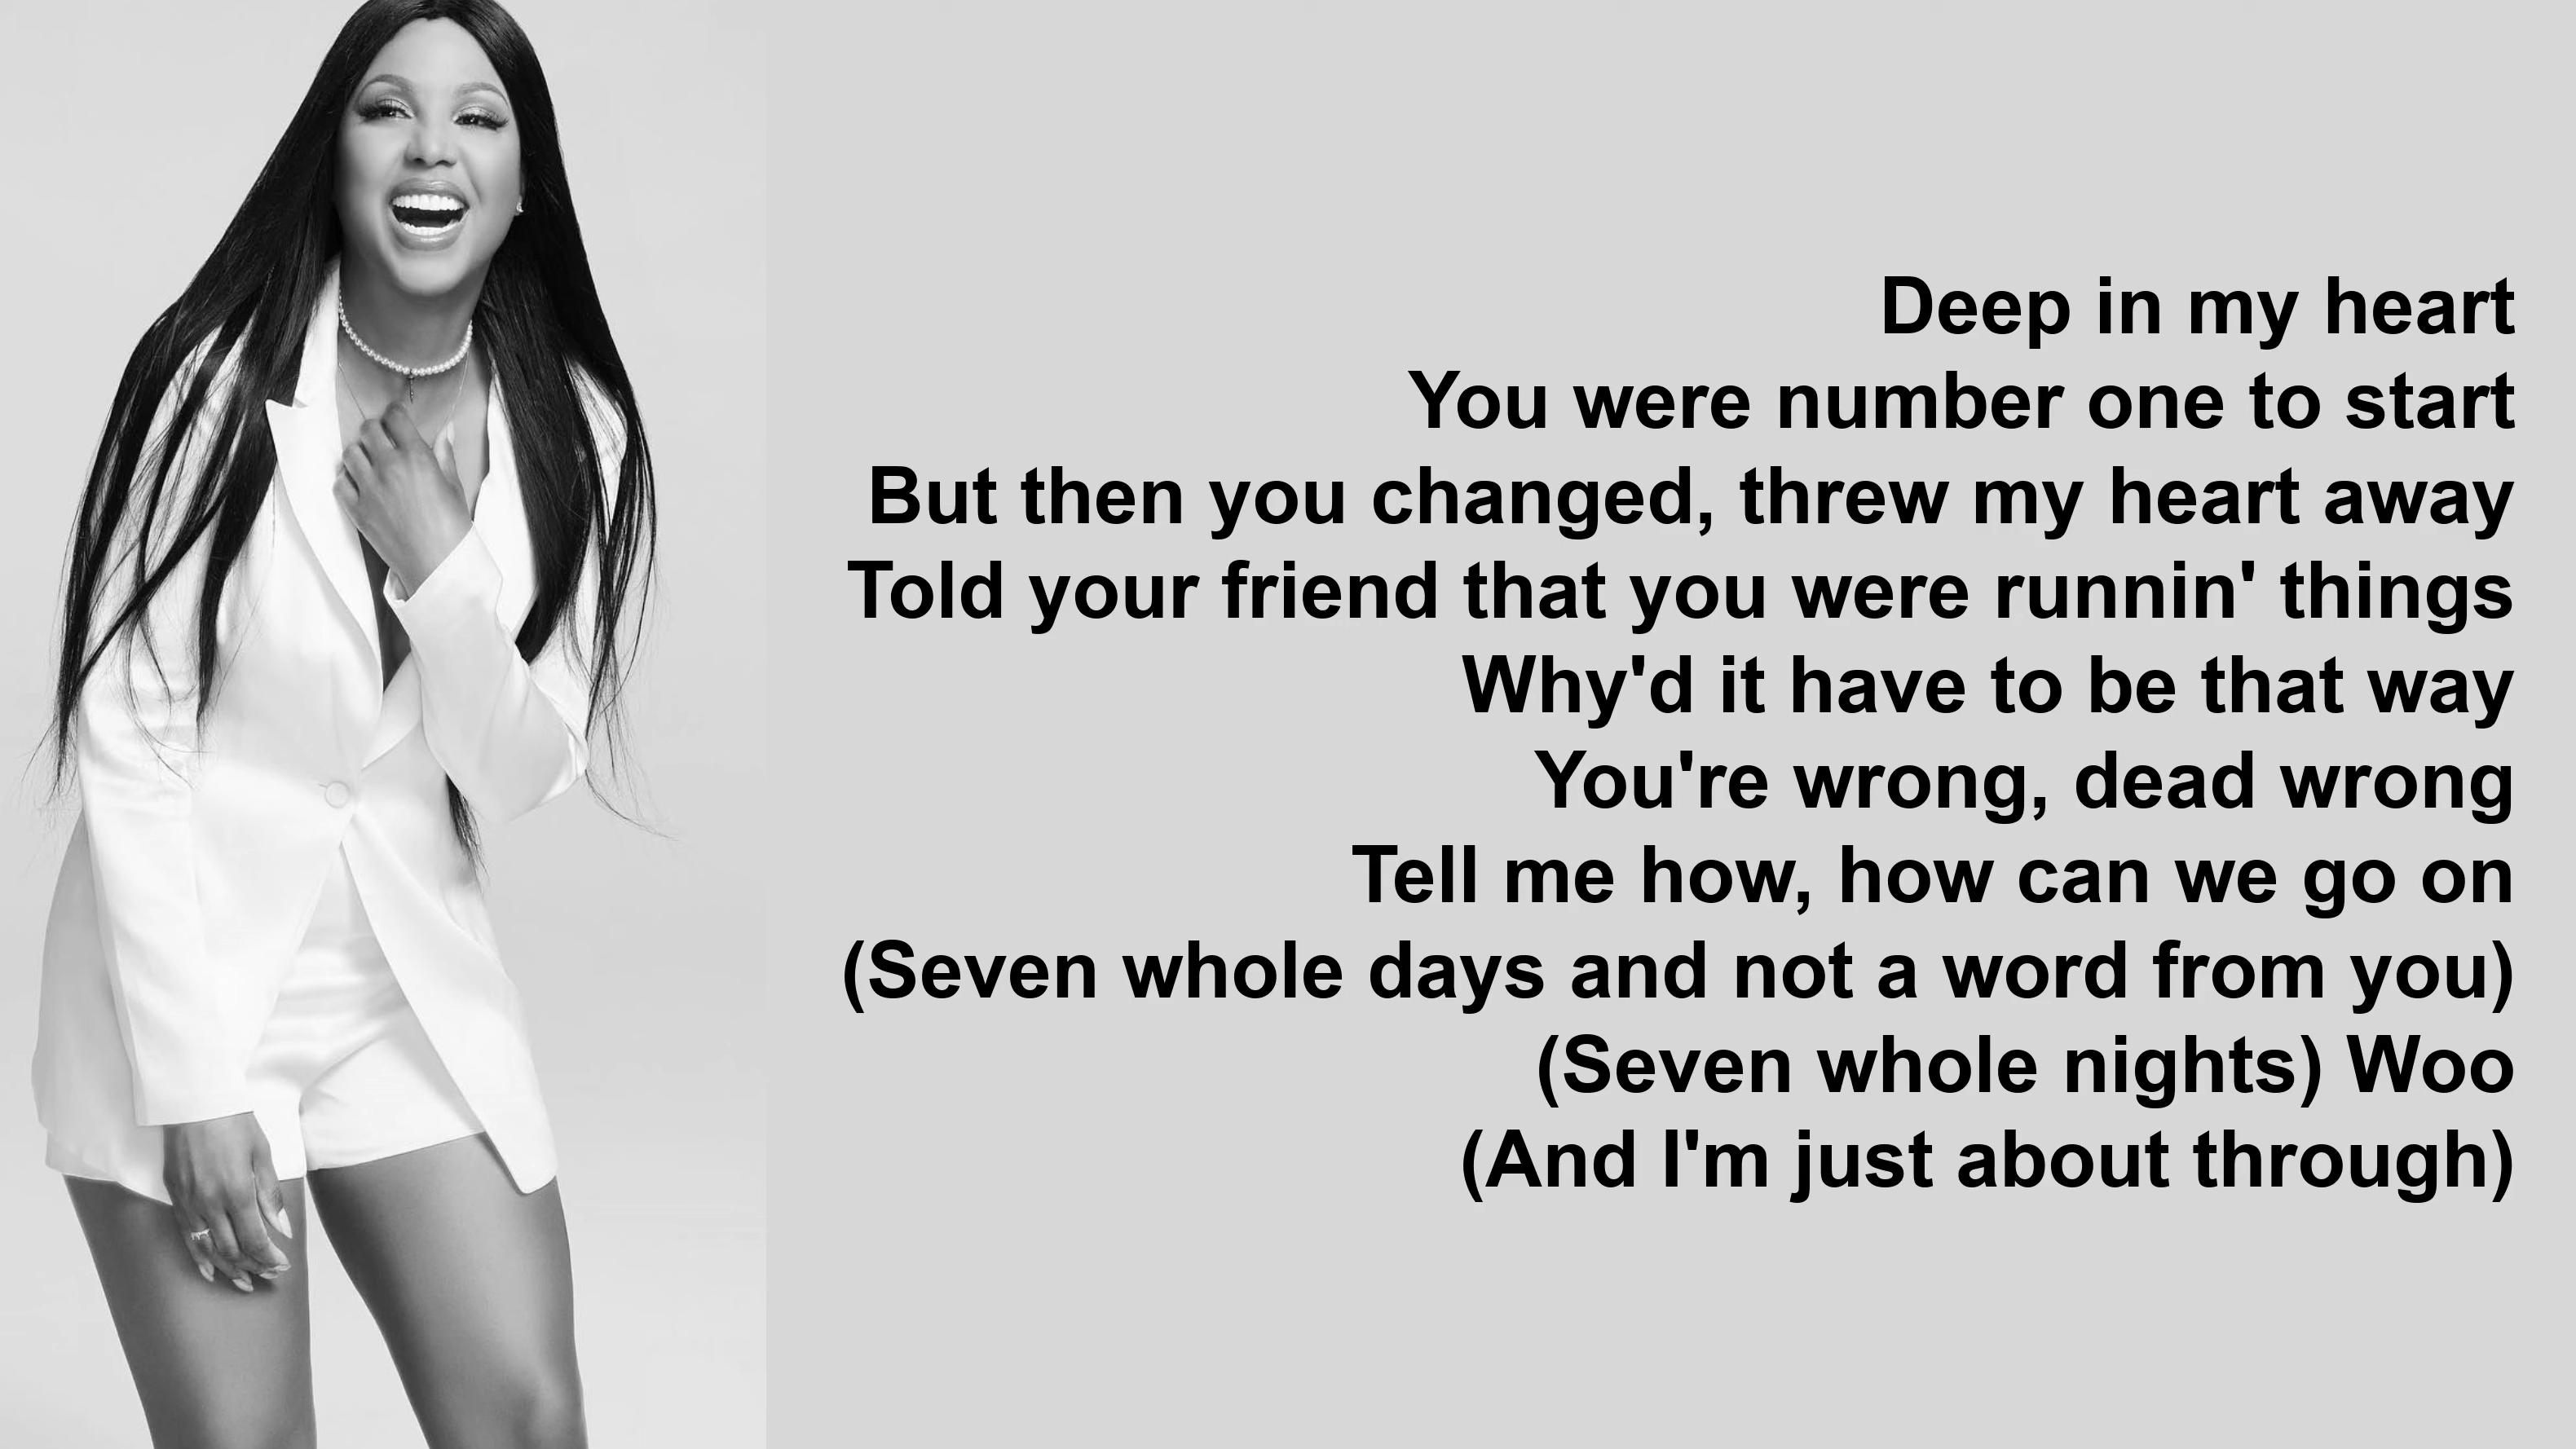 Deep in my heart
You were number one to start
But then you changed, threw my heart away
Told your friend that you were runnin' things
Why'd it have to be that way
You're wrong, dead wrong
Tell me how, how can we go on
(Seven whole days and not a word from you)
(Seven whole nights) Woo
(And I'm just about through)